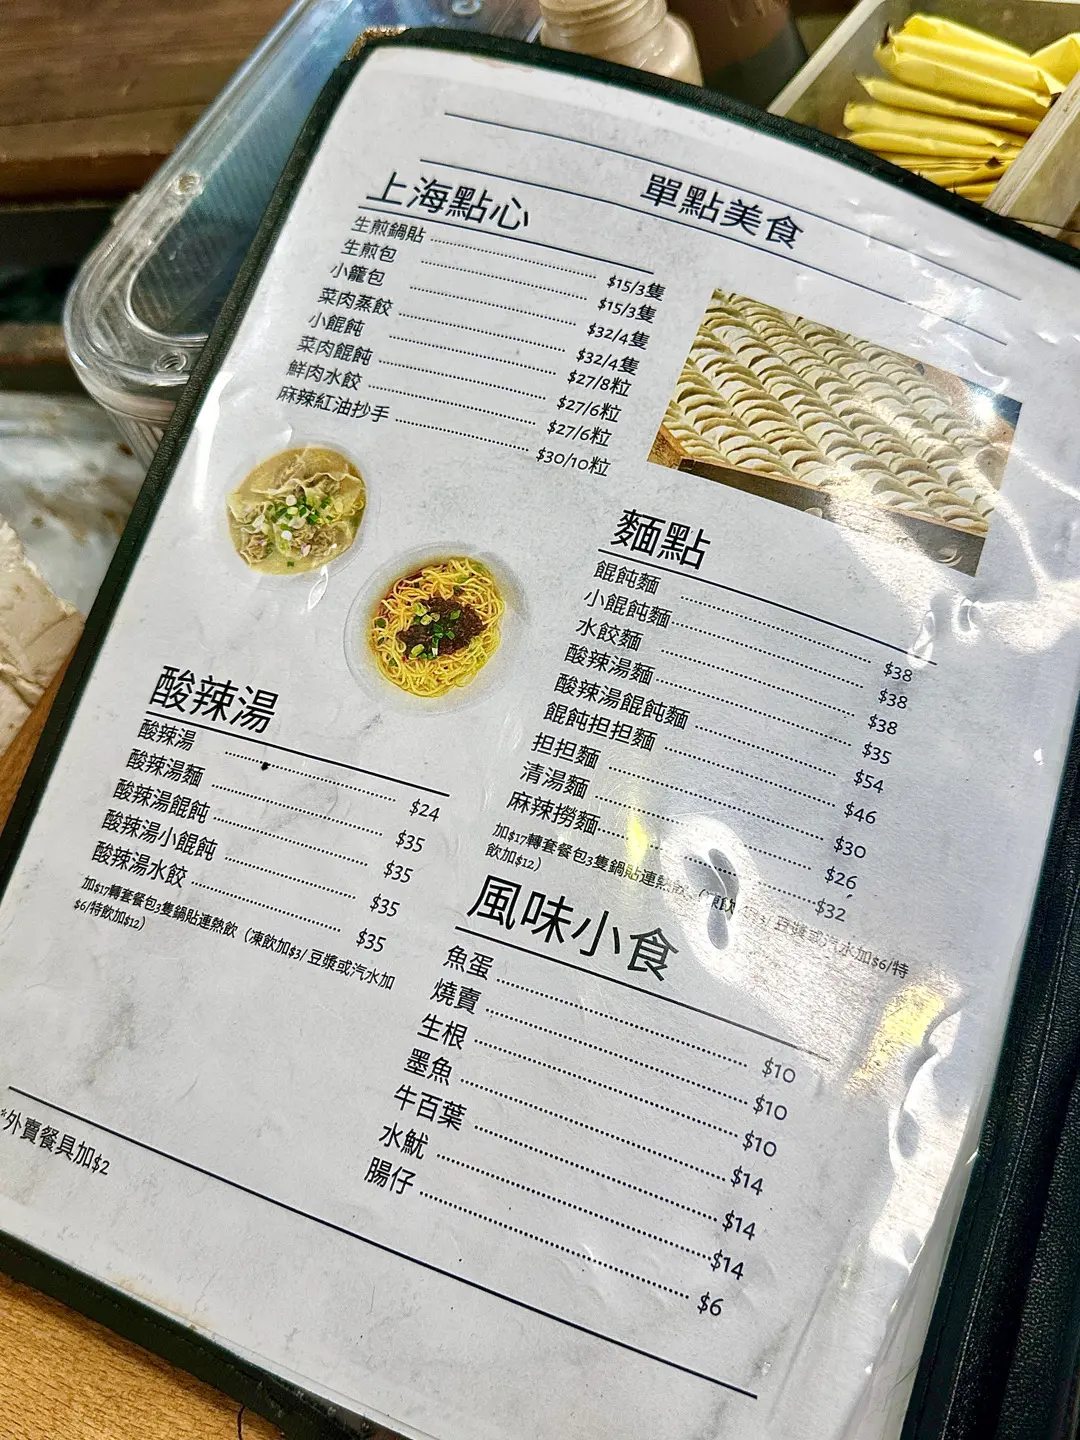 單點美食
上海點心
生煎鍋貼 $15/3隻
生煎包 $15/3隻
小籠包 $32/4隻
菜肉蒸餃 $32/4隻
小餛飩 $27/8粒
菜肉餛飩 $27/6粒
鮮肉水餃 $27/6粒
麻辣紅油抄手 $30/10粒
酸辣湯
酸辣湯 $24
酸辣湯麵 $35
酸辣湯餛飩 $35
酸辣湯小餛飩 $35
酸辣湯水餃 $35
加$17轉套餐包3隻鍋貼連熱飲（凍飲加$3/豆漿或汽水加
$6/特飲加$12）
麵點
餛飩麵 $38
小餛飩麵 $38
水餃麵 $38
酸辣湯麵 $35
酸辣湯餛飩麵 $54
餛飩担担麵 $46
担担麵 $30
清湯麵 $26
麻辣撈麵 $32
加$17轉套餐包3隻鍋貼連熱飲（凍飲 $3/豆漿或汽水加$6/特
飲加$12）
風味小食
魚蛋 $10
燒賣 $10
生根 $10
墨魚 $14
牛百葉 $14
水魷 $14
腸仔 $6
*外賣餐具加$2